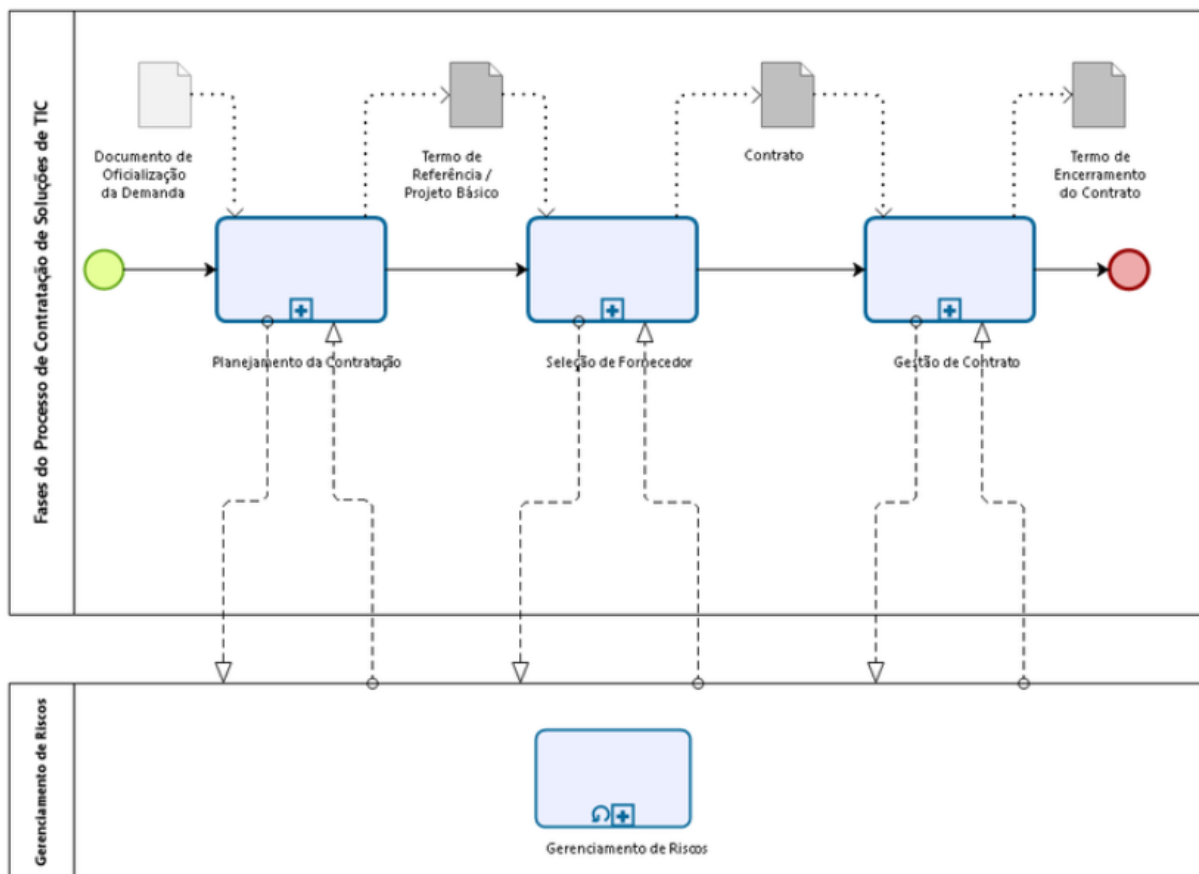 Fases do Processo de Contratação de Soluções de TIC
Documento de
Oficialização
da Demanda
Termo de
Referência /
Projeto Básico
Contrato
Termo de
Encerramento
do Contrato
Planejamento da Contratação
Seleção de Fornecedor
Gestão de Contrato
Gerenciamento de Riscos
Gerenciamento de Riscos